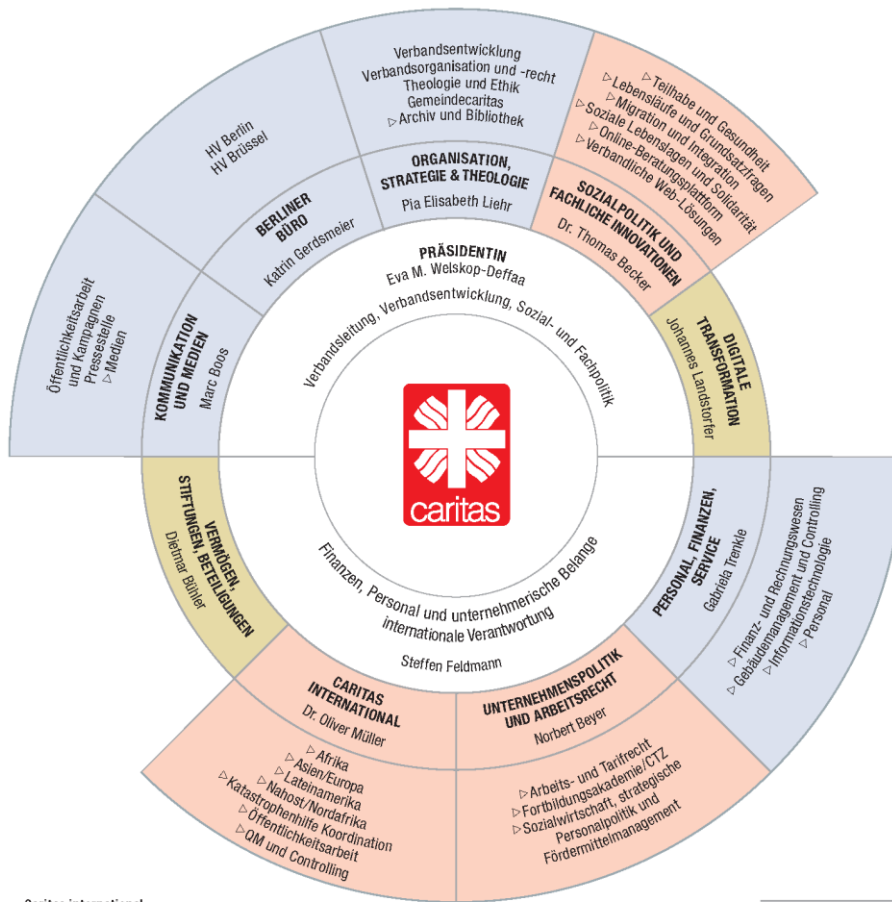 Verbandsentwicklung
Verbandsorganisation und -recht
Theologie und Ethik
Gemeindecaritas
▷ Archiv und Bibliothek
ORGANISATION,
STRATEGIE & THEOLOGIE
Pia Elisabeth Liehr
▷ Teilhabe und Gesundheit
▷ Lebensläufe und Grundsatzfragen
▷ Migration und Integration
▷ Soziale Lebenslagen und Solidarität
▷ Online-Beratungsplattform
▷ Verbandliche Web-Lösungen
SOZIALPOLITIK UND
FACHLICHE INNOVATIONEN
Dr. Thomas Becker
HV Berlin
HV Brüssel
BERLINER
BÜRO
Katrin Gerdsmeier
Öffentlichkeitsarbeit
und Kampagnen
Pressestelle
▷ Medien
KOMMUNIKATION
UND MEDIEN
Marc Boos
PRÄSIDENTIN
Eva M. Welskop-Deffaa
Verbandsleitung, Verbandsentwicklung, Sozial- und Fachpolitik
DIGITALE
TRANSFORMATION
Johannes Landstorfer
caritas
VERMÖGEN,
STIFTUNGEN, BETEILIGUNGEN
Dietmar Bühler
Finanzen, Personal und unternehmerische Belange
internationale Verantwortung
Steffen Feldmann
PERSONAL, FINANZEN,
SERVICE
Gabriela Trenkle
▷ Finanz- und Rechnungswesen
▷ Gebäudemanagement und Controlling
▷ Informationstechnologie
▷ Personal
CARITAS
INTERNATIONAL
Dr. Oliver Müller
▷ Afrika
▷ Asien/Europa
▷ Lateinamerika
▷ Nahost/Nordafrika
▷ Katastrophenhilfe Koordination
▷ Öffentlichkeitsarbeit
▷ QM und Controlling
UNTERNEHMENSPOLITIK
UND ARBEITSRECHT
Norbert Beyer
▷ Arbeits- und Tarifrecht
▷ Fortbildungsakademie/CTZ
▷ Sozialwirtschaft, strategische
Personalpolitik und
Fördermittelmanagement